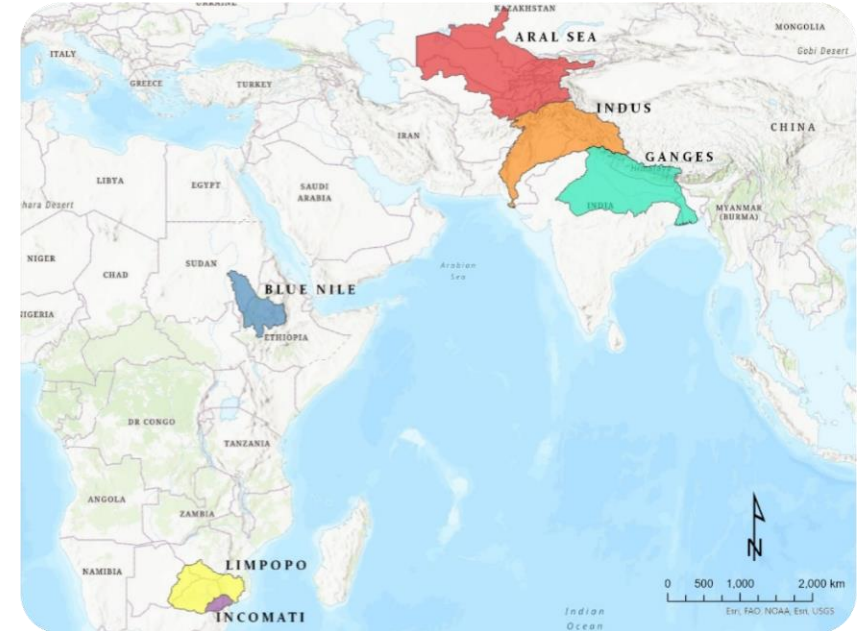 KAZAKHSTAN
ARAL SEA
MONGOLIA
Gobi Desert
ITALY
GREECE
TURKEY
INDUS
IRAN
CHINA
GANGES
LIBYA
EGYPT
SAUDI
ARABIA
INDIA
MYANMAR
(BURMA)
hara Desert
NIGER
CHAD
SUDAN
Arabian
Sea
BLUE NILE
IGERIA
ETHIOPIA
DR CONGO
TANZANIA
ANGOLA
ZAMBIA
NAMIBIA
LIMPOPO
INCOMATI
N
0 500 1,000 2,000 km
Esri, FAO, NOAA, Esri, USGS
Indian
Ocean